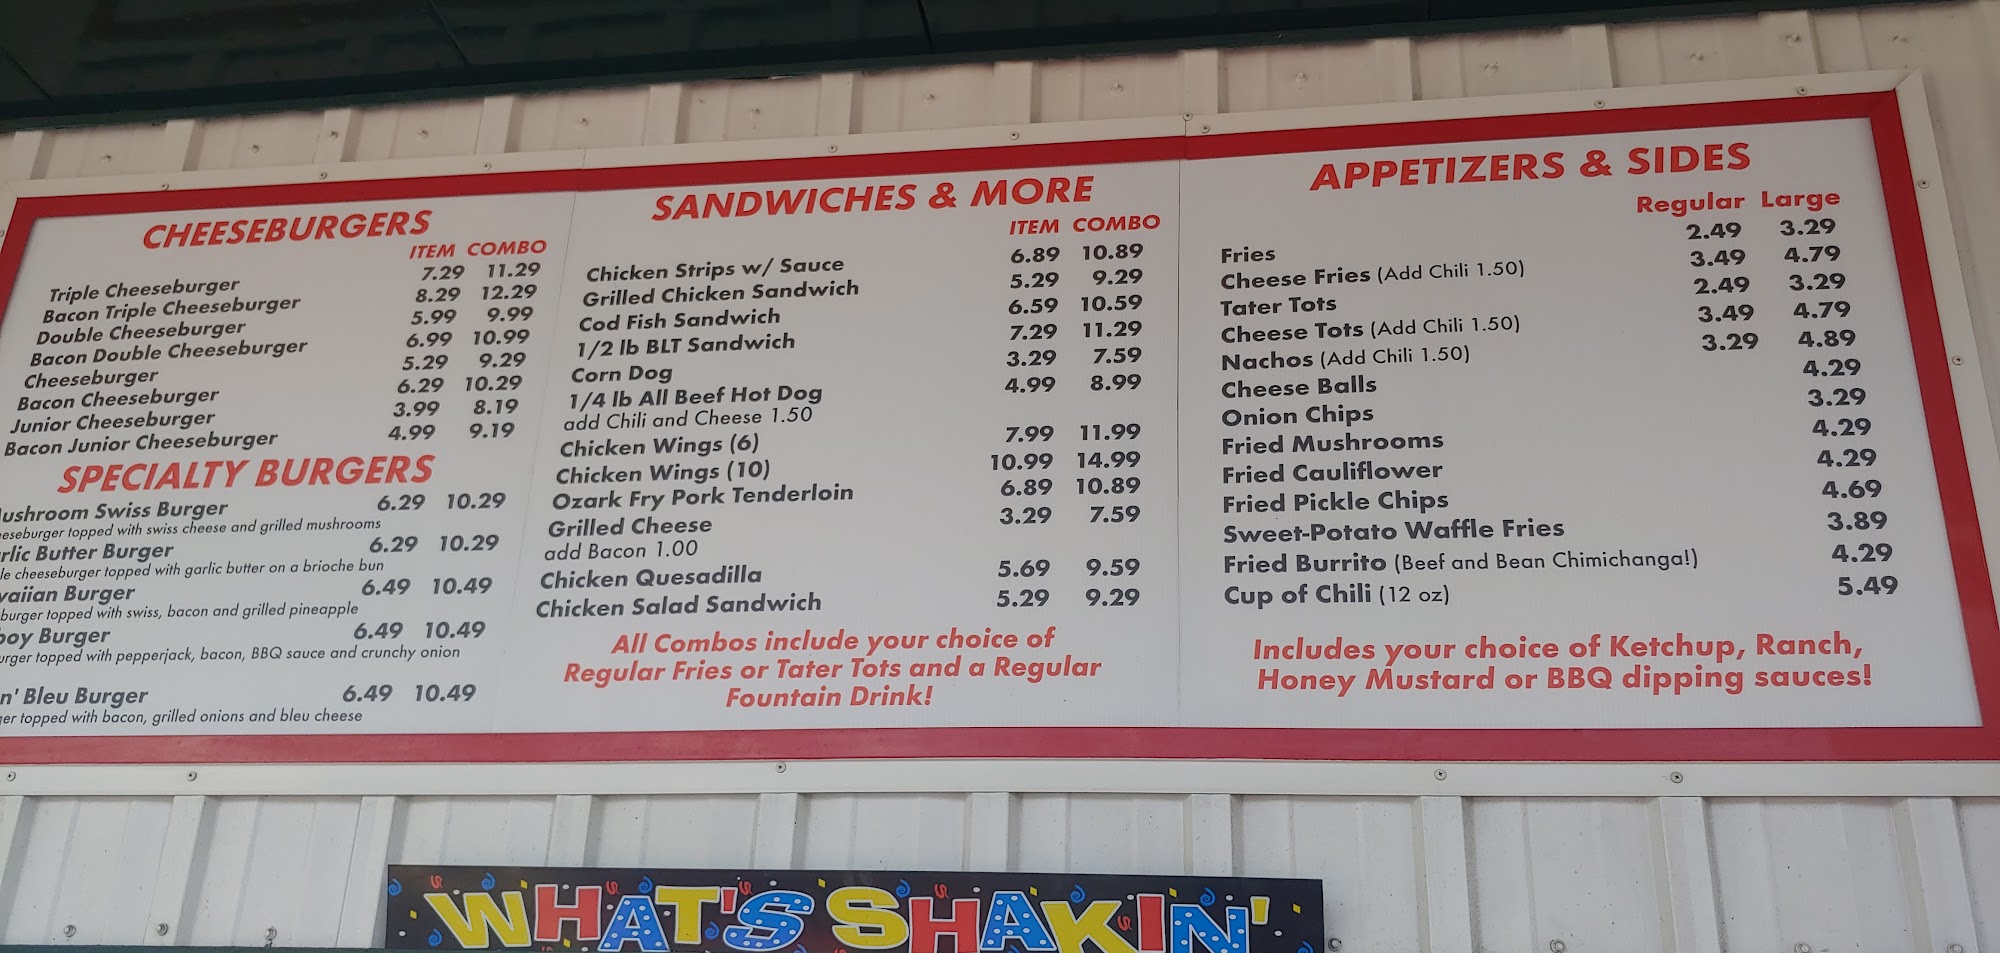 CHEESEBURGERS
ITEM COMBO
Triple Cheeseburger 7.29 11.29
Bacon Triple Cheeseburger 8.29 12.29
Double Cheeseburger 5.99 9.99
Bacon Double Cheeseburger 6.99 10.99
Cheeseburger 5.29 9.29
Bacon Cheeseburger 6.29 10.29
Junior Cheeseburger 3.99 8.19
Bacon Junior Cheeseburger 4.99 9.19
SPECIALTY BURGERS
ushroom Swiss Burger 6.29 10.29
eeseburger topped with swiss cheese and grilled mushrooms
rlic Butter Burger 6.29 10.29
le cheeseburger topped with garlic butter on a brioche bun
vaiian Burger 6.49 10.49
burger topped with swiss, bacon and grilled pineapple
boy Burger 6.49 10.49
urger topped with pepperjack, bacon, BBQ sauce and crunchy onion
n' Bleu Burger 6.49 10.49
ger topped with bacon, grilled onions and bleu cheese
SANDWICHES & MORE
ITEM COMBO
Chicken Strips w/ Sauce 6.89 10.89
Grilled Chicken Sandwich 5.29 9.29
Cod Fish Sandwich 6.59 10.59
1/2 lb BLT Sandwich 7.29 11.29
Corn Dog 3.29 7.59
1/4 lb All Beef Hot Dog 4.99 8.99
add Chili and Cheese 1.50
Chicken Wings (6) 7.99 11.99
Chicken Wings (10) 10.99 14.99
Ozark Fry Pork Tenderloin 6.89 10.89
Grilled Cheese 3.29 7.59
add Bacon 1.00
Chicken Quesadilla 5.69 9.59
Chicken Salad Sandwich 5.29 9.29
All Combos include your choice of
Regular Fries or Tater Tots and a Regular
Fountain Drink!
APPETIZERS & SIDES
Regular Large
Fries 2.49 3.29
Cheese Fries (Add Chili 1.50) 3.49 4.79
Tater Tots 2.49 3.29
Cheese Tots (Add Chili 1.50) 3.49 4.79
Nachos (Add Chili 1.50) 3.29 4.89
Cheese Balls 4.29
Onion Chips 3.29
Fried Mushrooms 4.29
Fried Cauliflower 4.29
Fried Pickle Chips 4.69
Sweet-Potato Waffle Fries 3.89
Fried Burrito (Beef and Bean Chimichanga!) 4.29
Cup of Chili (12 oz) 5.49
Includes your choice of Ketchup, Ranch,
Honey Mustard or BBQ dipping sauces!
WHAT'S SHAKIN'